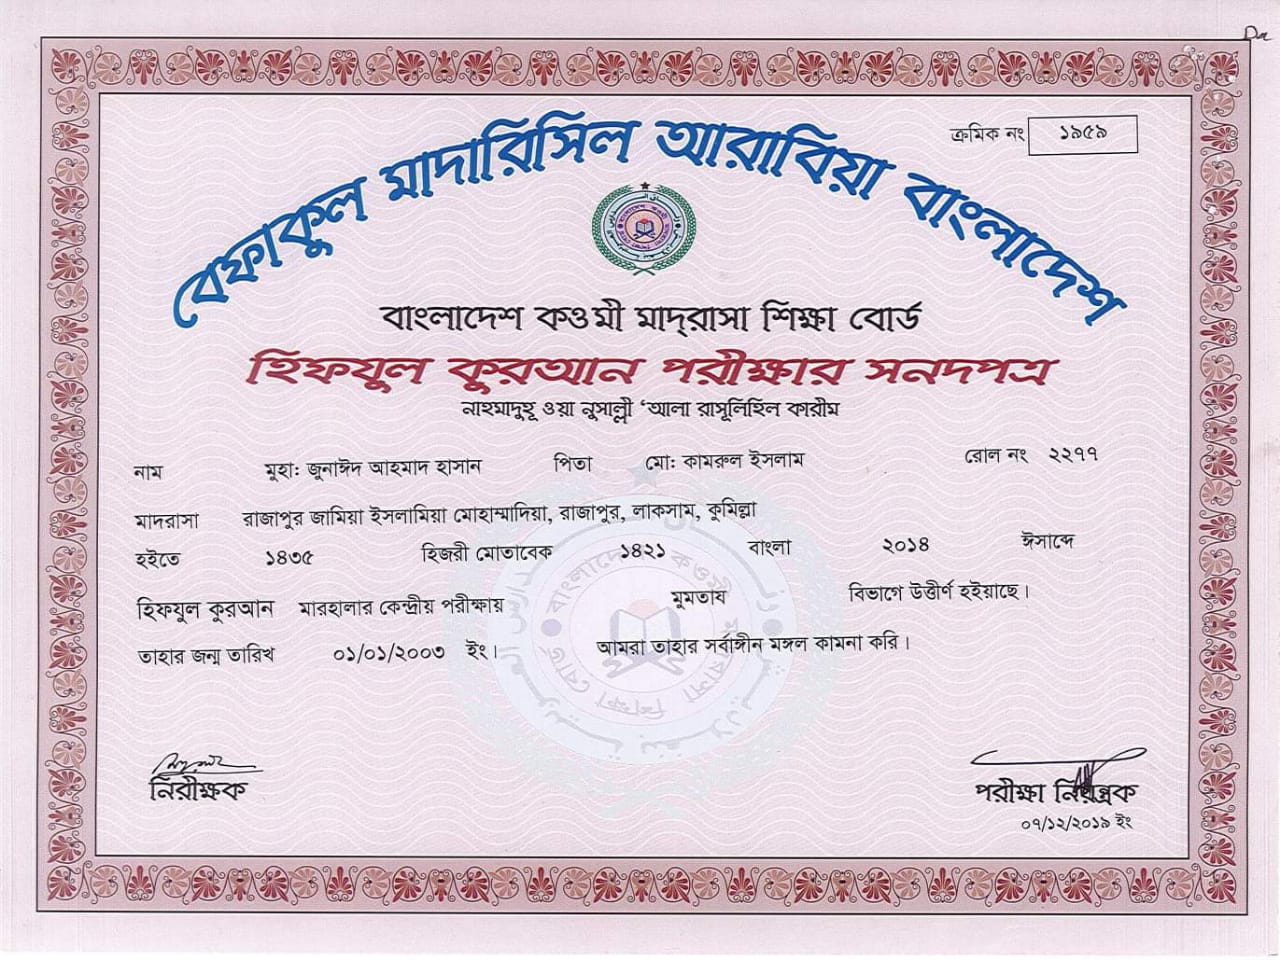 ক্রমিক নং ১৯৫৯
বেফাকুল মাদারিসিল আরাবিয়া বাংলাদেশ
বাংলাদেশ কওমী মাদ্‌রাসা শিক্ষা বোর্ড
হিফযুল কুরআন পরীক্ষার সনদপত্র
নাহমাদুহূ ওয়া নুসাল্লী ‘আলা রাসূলিহিল কারীম
নাম মুহা: জুনাঈদ আহমাদ হাসান পিতা মো: কামরুল ইসলাম রোল নং ২২৭৭
মাদরাসা রাজাপুর জামিয়া ইসলামিয়া মোহাম্মাদিয়া, রাজাপুর, লাকসাম, কুমিল্লা
হইতে ১৪৩৫ হিজরী মোতাবেক ১৪২১ বাংলা ২০১৪ ঈসাব্দে
হিফযুল কুরআন মারহালার কেন্দ্রীয় পরীক্ষায় মুমতায বিভাগে উত্তীর্ণ হইয়াছে।
তাহার জন্ম তারিখ ০১/০১/২০০৩ ইং। আমরা তাহার সর্বাঙ্গীন মঙ্গল কামনা করি।
নিরীক্ষক
পরীক্ষা নিয়ন্ত্রক
০৭/১২/২০১৯ ইং